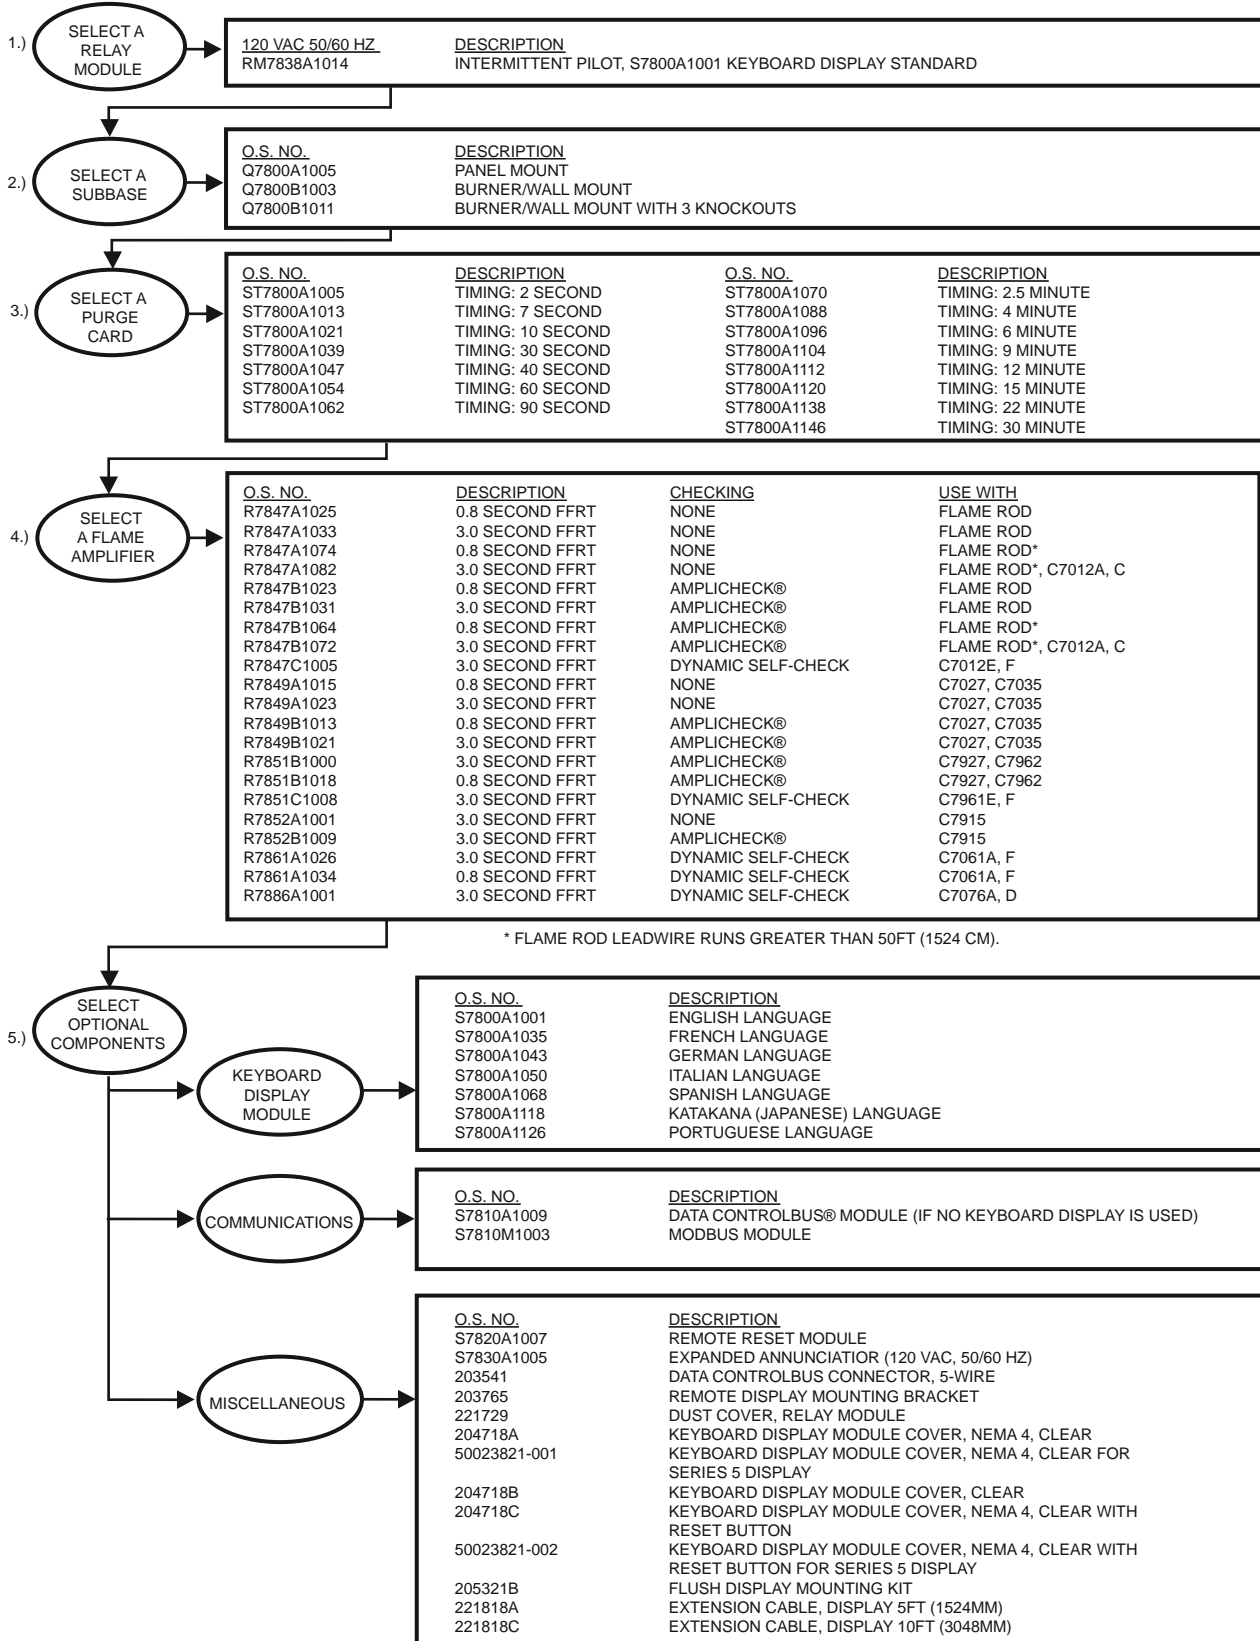 1.)
SELECT A
RELAY
MODULE
120 VAC 50/60 HZ DESCRIPTION
RM7838A1014 INTERMITTENT PILOT, S7800A1001 KEYBOARD DISPLAY STANDARD
2.)
SELECT A
SUBBASE
O.S. NO. DESCRIPTION
Q7800A1005 PANEL MOUNT
Q7800B1003 BURNER/WALL MOUNT
Q7800B1011 BURNER/WALL MOUNT WITH 3 KNOCKOUTS
3.)
SELECT A
PURGE
CARD
O.S. NO. DESCRIPTION O.S. NO. DESCRIPTION
ST7800A1005 TIMING: 2 SECOND ST7800A1070 TIMING: 2.5 MINUTE
ST7800A1013 TIMING: 7 SECOND ST7800A1088 TIMING: 4 MINUTE
ST7800A1021 TIMING: 10 SECOND ST7800A1096 TIMING: 6 MINUTE
ST7800A1039 TIMING: 30 SECOND ST7800A1104 TIMING: 9 MINUTE
ST7800A1047 TIMING: 40 SECOND ST7800A1112 TIMING: 12 MINUTE
ST7800A1054 TIMING: 60 SECOND ST7800A1120 TIMING: 15 MINUTE
ST7800A1062 TIMING: 90 SECOND ST7800A1138 TIMING: 22 MINUTE
ST7800A1146 TIMING: 30 MINUTE
4.)
SELECT
A FLAME
AMPLIFIER
O.S. NO. DESCRIPTION CHECKING USE WITH
R7847A1025 0.8 SECOND FFRT NONE FLAME ROD
R7847A1033 3.0 SECOND FFRT NONE FLAME ROD
R7847A1074 0.8 SECOND FFRT NONE FLAME ROD*
R7847A1082 3.0 SECOND FFRT NONE FLAME ROD*, C7012A, C
R7847B1023 0.8 SECOND FFRT AMPLICHECK® FLAME ROD
R7847B1031 3.0 SECOND FFRT AMPLICHECK® FLAME ROD
R7847B1064 0.8 SECOND FFRT AMPLICHECK® FLAME ROD*
R7847B1072 3.0 SECOND FFRT AMPLICHECK® FLAME ROD*, C7012A, C
R7847C1005 3.0 SECOND FFRT DYNAMIC SELF-CHECK C7012E, F
R7849A1015 0.8 SECOND FFRT NONE C7027, C7035
R7849A1023 3.0 SECOND FFRT NONE C7027, C7035
R7849B1013 0.8 SECOND FFRT AMPLICHECK® C7027, C7035
R7849B1021 3.0 SECOND FFRT AMPLICHECK® C7027, C7035
R7851B1000 3.0 SECOND FFRT AMPLICHECK® C7927, C7962
R7851B1018 0.8 SECOND FFRT AMPLICHECK® C7927, C7962
R7851C1008 3.0 SECOND FFRT DYNAMIC SELF-CHECK C7961E, F
R7852A1001 3.0 SECOND FFRT NONE C7915
R7852B1009 3.0 SECOND FFRT AMPLICHECK® C7915
R7861A1026 3.0 SECOND FFRT DYNAMIC SELF-CHECK C7061A, F
R7861A1034 0.8 SECOND FFRT DYNAMIC SELF-CHECK C7061A, F
R7886A1001 3.0 SECOND FFRT DYNAMIC SELF-CHECK C7076A, D
* FLAME ROD LEADWIRE RUNS GREATER THAN 50FT (1524 CM).
5.)
SELECT
OPTIONAL
COMPONENTS
KEYBOARD
DISPLAY
MODULE
O.S. NO. DESCRIPTION
S7800A1001 ENGLISH LANGUAGE
S7800A1035 FRENCH LANGUAGE
S7800A1043 GERMAN LANGUAGE
S7800A1050 ITALIAN LANGUAGE
S7800A1068 SPANISH LANGUAGE
S7800A1118 KATAKANA (JAPANESE) LANGUAGE
S7800A1126 PORTUGUESE LANGUAGE
COMMUNICATIONS
O.S. NO. DESCRIPTION
S7810A1009 DATA CONTROLBUS® MODULE (IF NO KEYBOARD DISPLAY IS USED)
S7810M1003 MODBUS MODULE
MISCELLANEOUS
O.S. NO. DESCRIPTION
S7820A1007 REMOTE RESET MODULE
S7830A1005 EXPANDED ANNUNCIATIOR (120 VAC, 50/60 HZ)
203541 DATA CONTROLBUS CONNECTOR, 5-WIRE
203765 REMOTE DISPLAY MOUNTING BRACKET
221729 DUST COVER, RELAY MODULE
204718A KEYBOARD DISPLAY MODULE COVER, NEMA 4, CLEAR
50023821-001 KEYBOARD DISPLAY MODULE COVER, NEMA 4, CLEAR FOR
SERIES 5 DISPLAY
204718B KEYBOARD DISPLAY MODULE COVER, CLEAR
204718C KEYBOARD DISPLAY MODULE COVER, NEMA 4, CLEAR WITH
RESET BUTTON
50023821-002 KEYBOARD DISPLAY MODULE COVER, NEMA 4, CLEAR WITH
RESET BUTTON FOR SERIES 5 DISPLAY
205321B FLUSH DISPLAY MOUNTING KIT
221818A EXTENSION CABLE, DISPLAY 5FT (1524MM)
221818C EXTENSION CABLE, DISPLAY 10FT (3048MM)